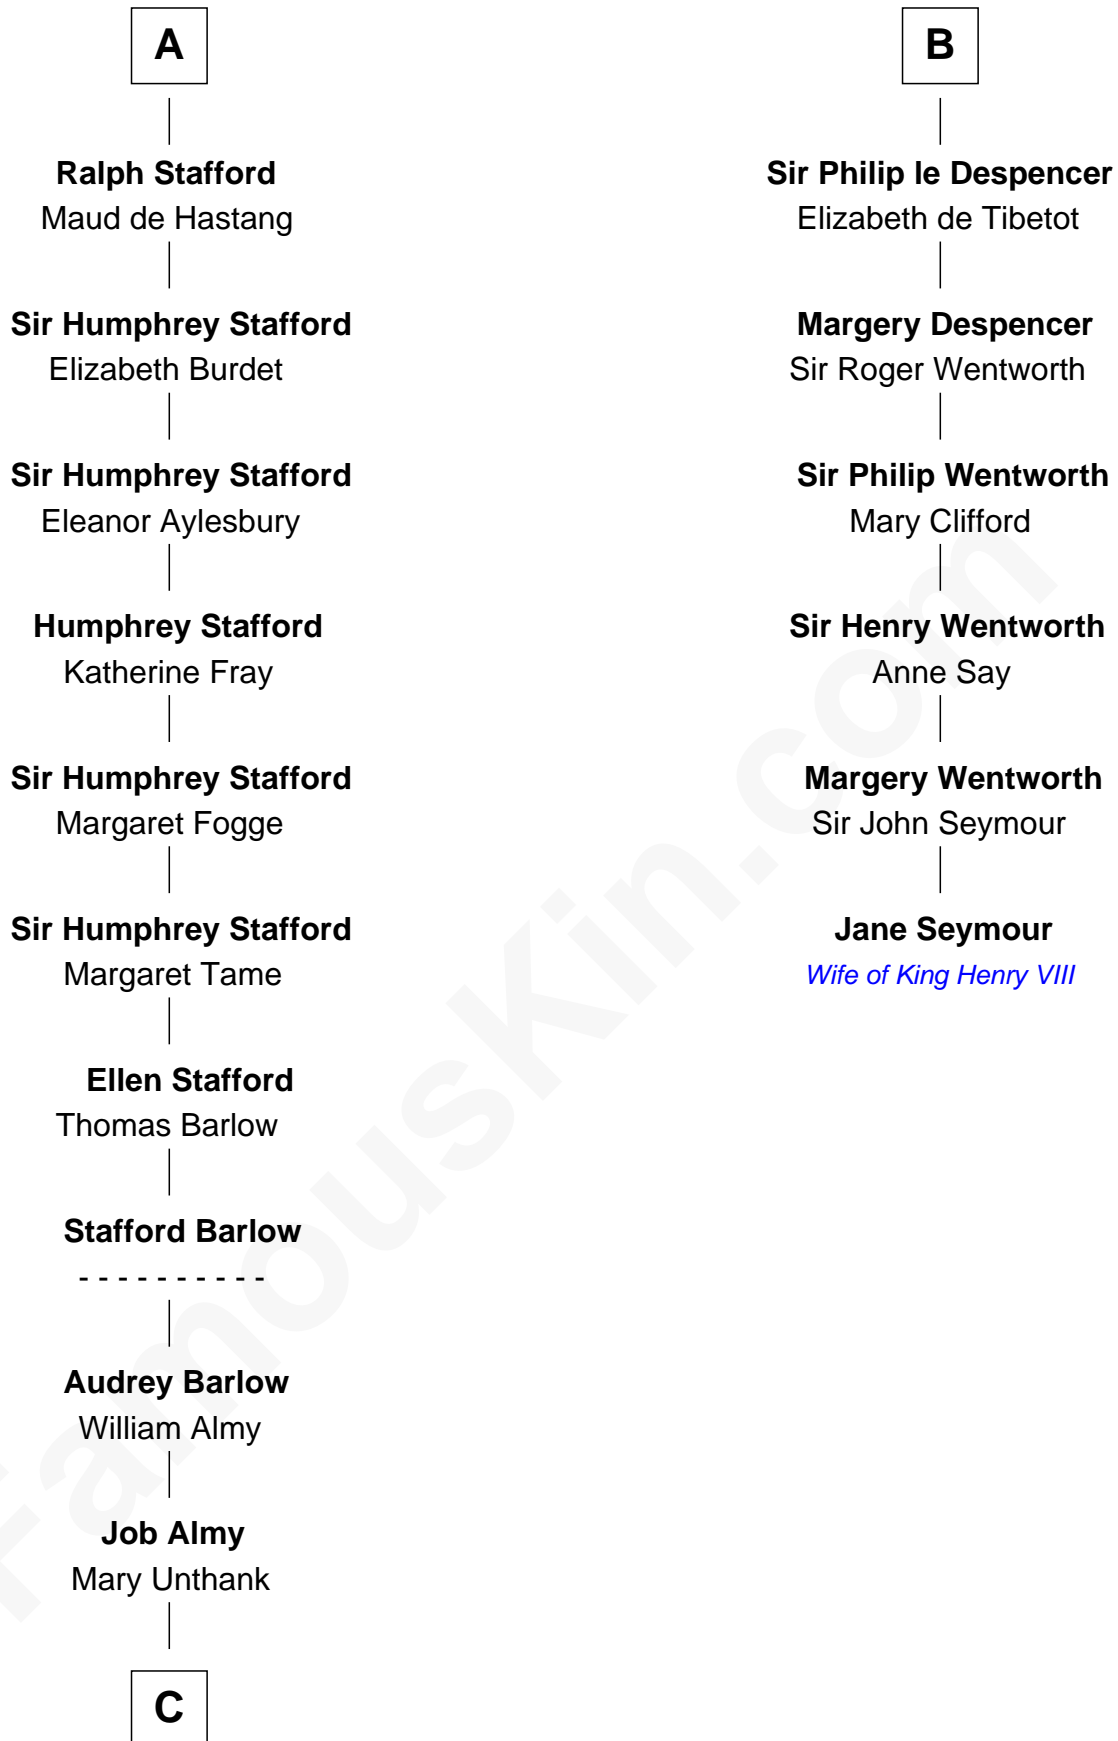 A
Ralph Stafford
Maud de Hastang
Sir Humphrey Stafford
Elizabeth Burdet
Sir Humphrey Stafford
Eleanor Aylesbury
Humphrey Stafford
Katherine Fray
Sir Humphrey Stafford
Margaret Fogge
Sir Humphrey Stafford
Margaret Tame
Ellen Stafford
Thomas Barlow
Stafford Barlow
- - - - - - - - - -
Audrey Barlow
William Almy
Job Almy
Mary Unthank
C
B
Sir Philip le Despencer
Elizabeth de Tibetot
Margery Despencer
Sir Roger Wentworth
Sir Philip Wentworth
Mary Clifford
Sir Henry Wentworth
Anne Say
Margery Wentworth
Sir John Seymour
Jane Seymour
Wife of King Henry VIII
FamousKin.com